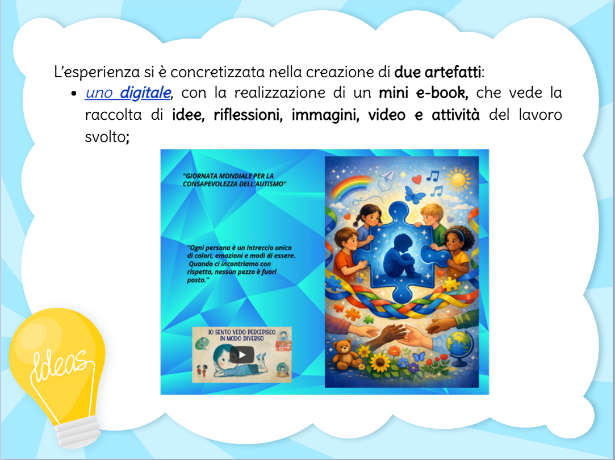 L'esperienza si è concretizzata nella creazione di due artefatti:
• uno digitale, con la realizzazione di un mini e-book, che vede la
raccolta di idee, riflessioni, immagini, video e attività del lavoro
svolto;
"GIORNATA MONDIALE PER LA
CONSAPEVOLEZZA DELL'AUTISMO"
"Ogni persona è un intreccio unico
di colori, emozioni e modi di essere.
Quando ci incontriamo con
rispetto, nessun pezzo è fuori
posto."
IO SENTO VEDO PERCEPISCO
IN MODO DIVERSO
Ideas